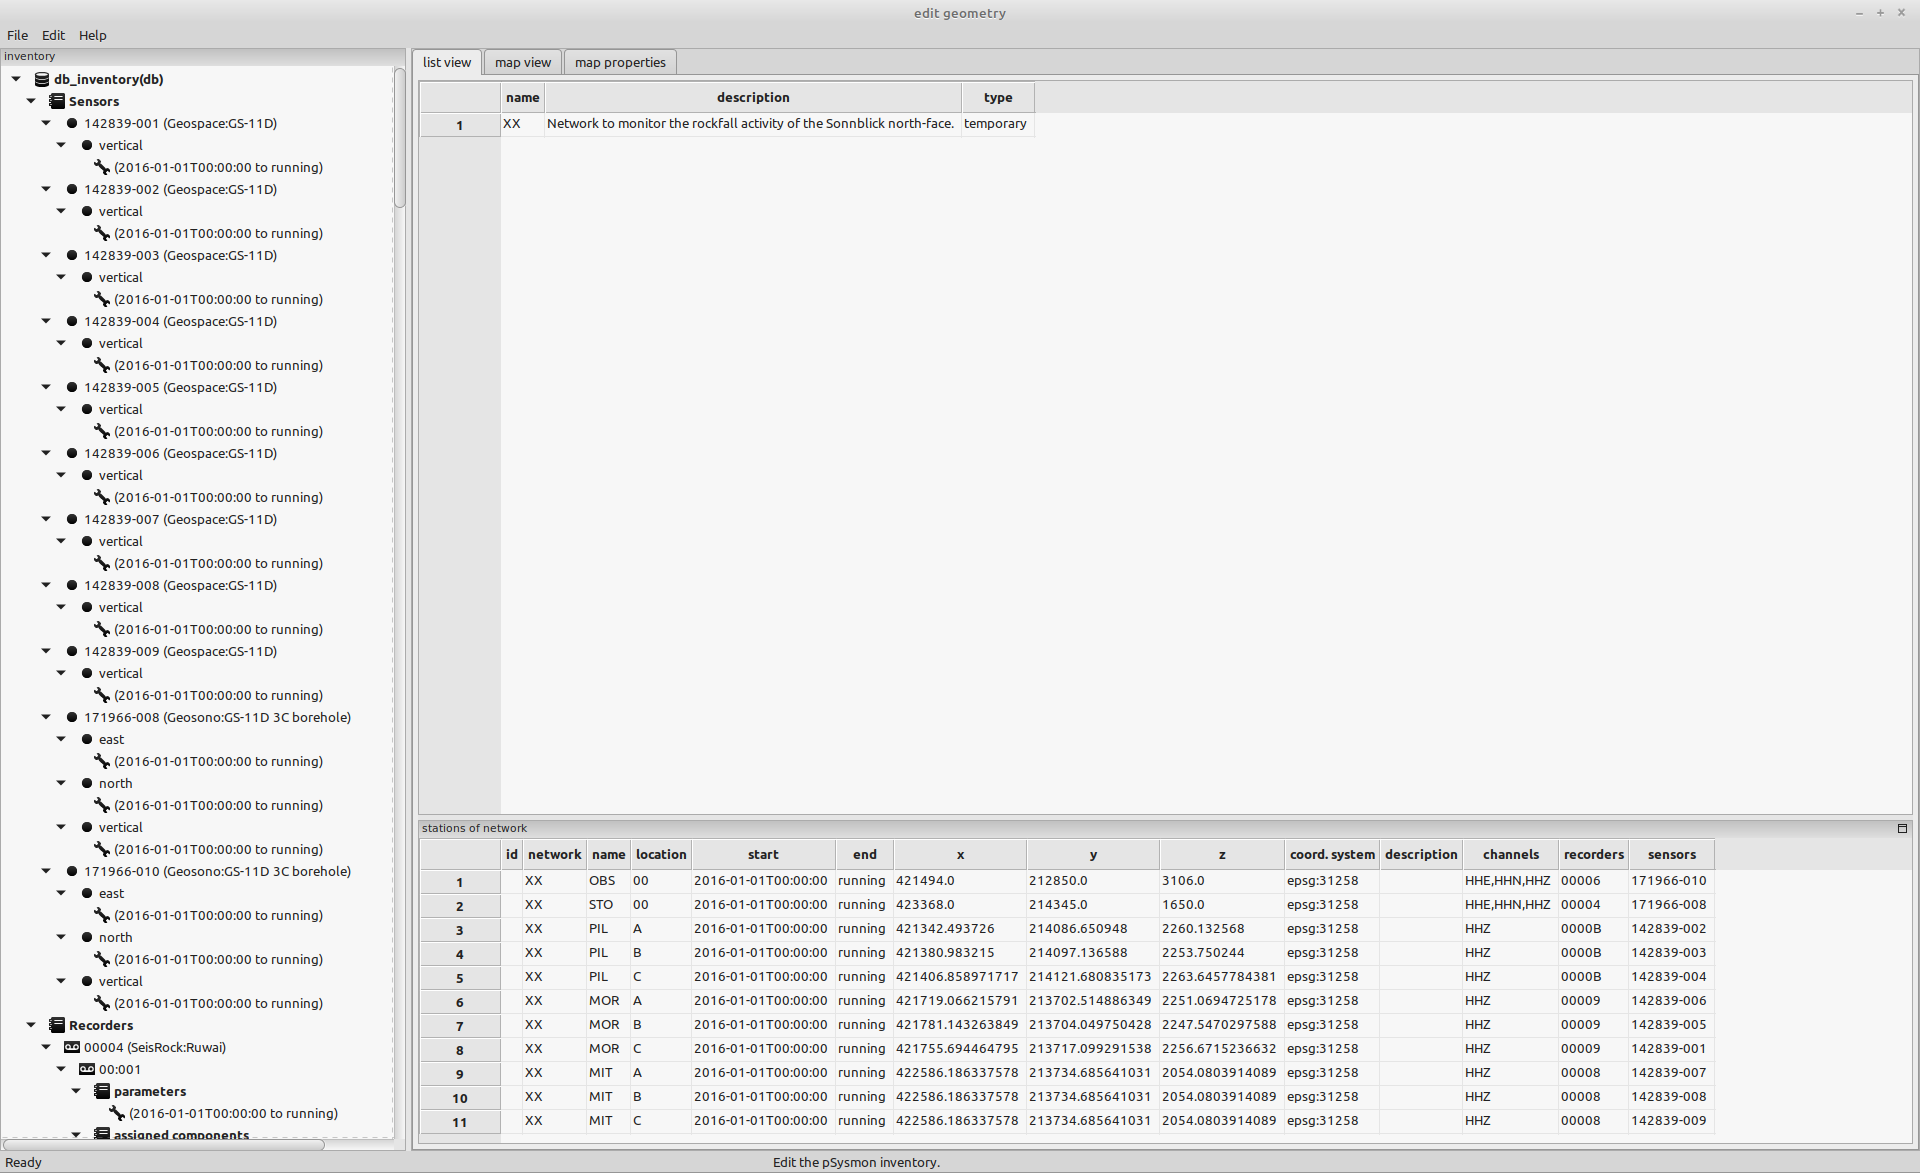 edit geometry
File Edit Help
inventory
db_inventory(db)
Sensors
142839-001 (Geospace:GS-11D)
vertical
(2016-01-01T00:00:00 to running)
142839-002 (Geospace:GS-11D)
vertical
(2016-01-01T00:00:00 to running)
142839-003 (Geospace:GS-11D)
vertical
(2016-01-01T00:00:00 to running)
142839-004 (Geospace:GS-11D)
vertical
(2016-01-01T00:00:00 to running)
142839-005 (Geospace:GS-11D)
vertical
(2016-01-01T00:00:00 to running)
142839-006 (Geospace:GS-11D)
vertical
(2016-01-01T00:00:00 to running)
142839-007 (Geospace:GS-11D)
vertical
(2016-01-01T00:00:00 to running)
142839-008 (Geospace:GS-11D)
vertical
(2016-01-01T00:00:00 to running)
142839-009 (Geospace:GS-11D)
vertical
(2016-01-01T00:00:00 to running)
171966-008 (Geosono:GS-11D 3C borehole)
east
(2016-01-01T00:00:00 to running)
north
(2016-01-01T00:00:00 to running)
vertical
(2016-01-01T00:00:00 to running)
171966-010 (Geosono:GS-11D 3C borehole)
east
(2016-01-01T00:00:00 to running)
north
(2016-01-01T00:00:00 to running)
vertical
(2016-01-01T00:00:00 to running)
Recorders
00004 (SeisRock:Ruwai)
00:001
parameters
(2016-01-01T00:00:00 to running)
assigned components
list view map view map properties
name description type
1 XX Network to monitor the rockfall activity of the Sonnblick north-face. temporary
stations of network
id network name location start end x y z coord. system description channels recorders sensors
1 XX OBS 00 2016-01-01T00:00:00 running 421494.0 212850.0 3106.0 epsg:31258 HHE,HHN,HHZ 00006 171966-010
2 XX STO 00 2016-01-01T00:00:00 running 423368.0 214345.0 1650.0 epsg:31258 HHE,HHN,HHZ 00004 171966-008
3 XX PIL A 2016-01-01T00:00:00 running 421342.493726 214086.650948 2260.132568 epsg:31258 HHZ 0000B 142839-002
4 XX PIL B 2016-01-01T00:00:00 running 421380.983215 214097.136588 2253.750244 epsg:31258 HHZ 0000B 142839-003
5 XX PIL C 2016-01-01T00:00:00 running 421406.858971717 214121.680835173 2263.6457784381 epsg:31258 HHZ 0000B 142839-004
6 XX MOR A 2016-01-01T00:00:00 running 421719.066215791 213702.514886349 2251.0694725178 epsg:31258 HHZ 00009 142839-006
7 XX MOR B 2016-01-01T00:00:00 running 421781.143263849 213704.049750428 2247.5470297588 epsg:31258 HHZ 00009 142839-005
8 XX MOR C 2016-01-01T00:00:00 running 421755.694464795 213717.099291538 2256.6715236632 epsg:31258 HHZ 00009 142839-001
9 XX MIT A 2016-01-01T00:00:00 running 422586.186337578 213734.685641031 2054.0803914089 epsg:31258 HHZ 00008 142839-007
10 XX MIT B 2016-01-01T00:00:00 running 422586.186337578 213734.685641031 2054.0803914089 epsg:31258 HHZ 00008 142839-008
11 XX MIT C 2016-01-01T00:00:00 running 422586.186337578 213734.685641031 2054.0803914089 epsg:31258 HHZ 00008 142839-009
Ready Edit the pSysmon inventory.